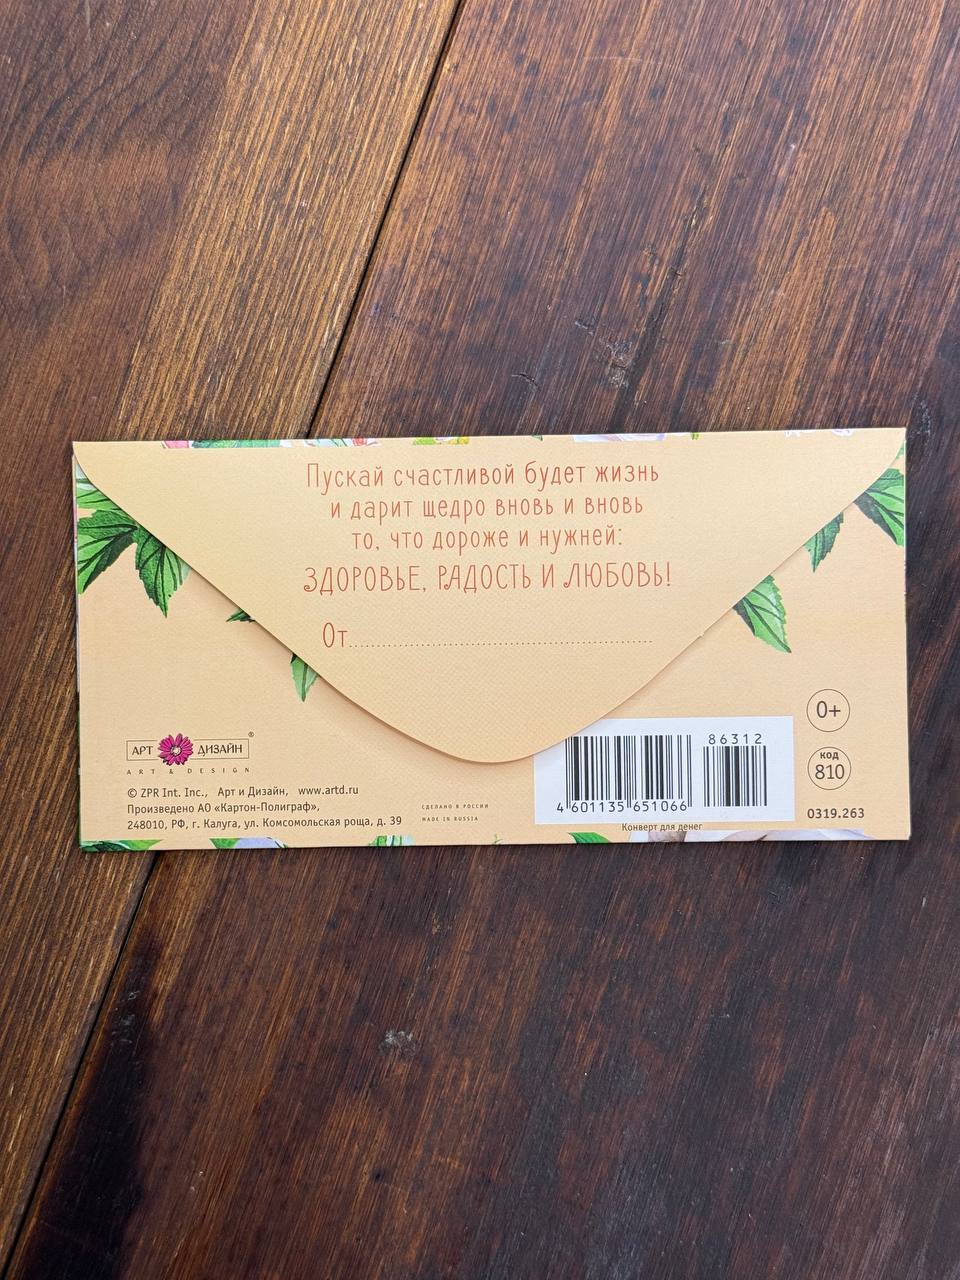 Пускай счастливой будет жизнь
и дарит щедро вновь и вновь
то, что дороже и нужней:
ЗДОРОВЬЕ, РАДОСТЬ И ЛЮБОВЬ!
От..........................................................
АРТ ДИЗАЙН®
ART & DESIGN
© ZPR Int. Inc., Арт и Дизайн, www.artd.ru
Произведено АО «Картон-Полиграф»,
248010, РФ, г. Калуга, ул. Комсомольская роща, д. 39
СДЕЛАНО В РОССИИ
MADE IN RUSSIA
86312
4 601135 651066
Конверт для денег
0+
код
810
0319.263